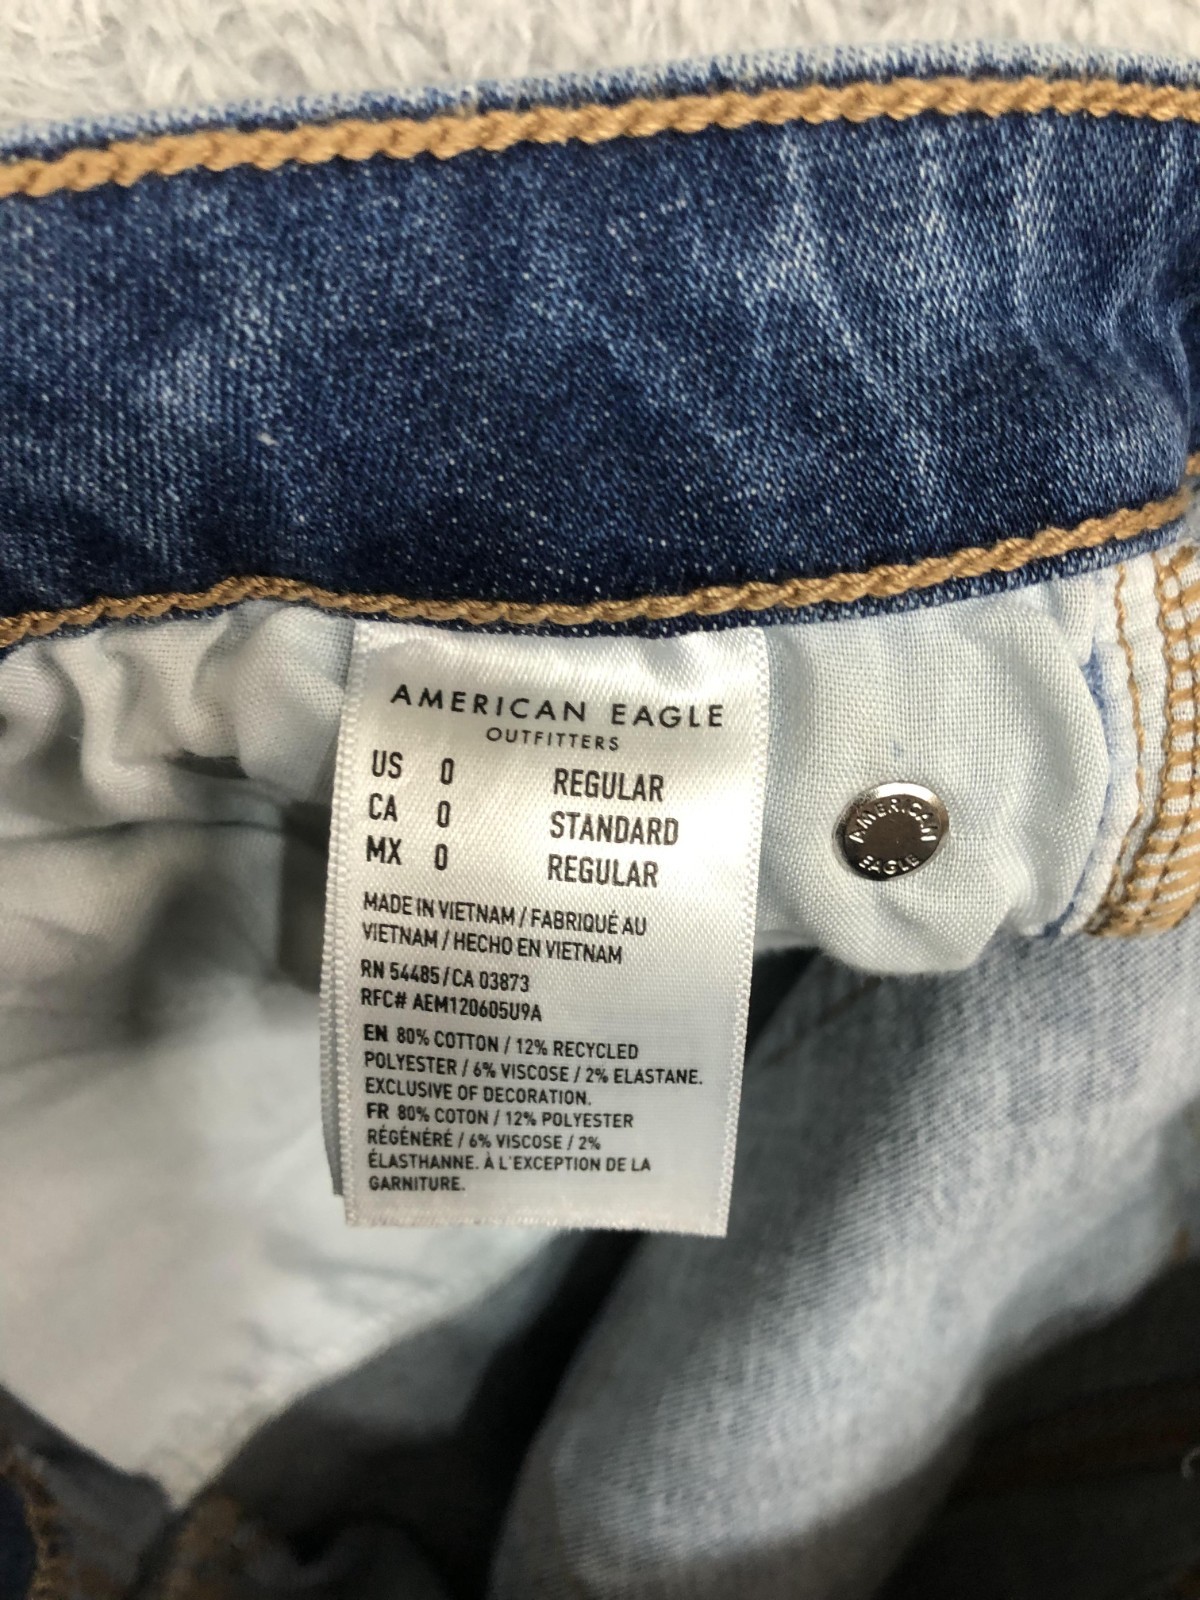 AMERICAN EAGLE
OUTFITTERS
US 0 REGULAR
CA 0 STANDARD
MX 0 REGULAR
MADE IN VIETNAM / FABRIQUÉ AU
VIETNAM / HECHO EN VIETNAM
RN 54485 / CA 03873
RFC# AEM120605U9A
EN 80% COTTON / 12% RECYCLED
POLYESTER / 6% VISCOSE / 2% ELASTANE.
EXCLUSIVE OF DECORATION.
FR 80% COTON / 12% POLYESTER
RÉGÉNÉRÉ / 6% VISCOSE / 2%
ÉLASTHANNE. À L'EXCEPTION DE LA
GARNITURE.
AMERICAN
EAGLE